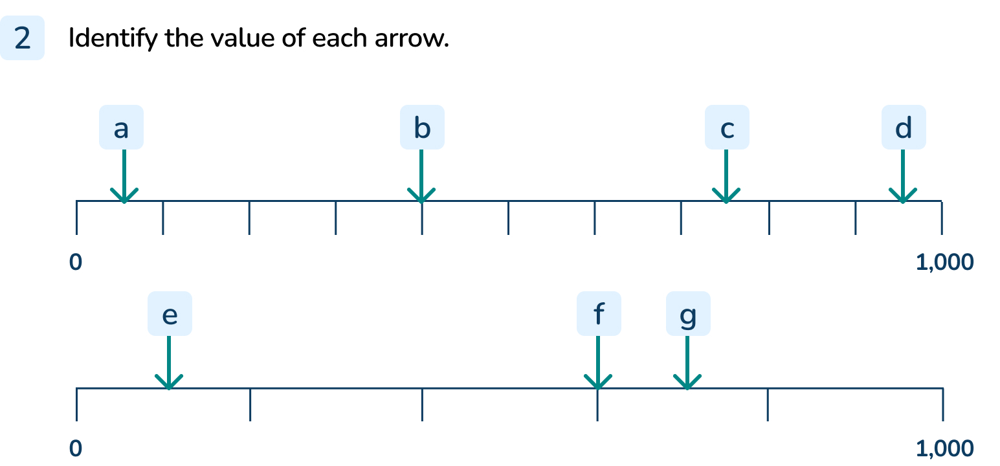 2 Identify the value of each arrow.
a b c d
0 1,000
e f g
0 1,000